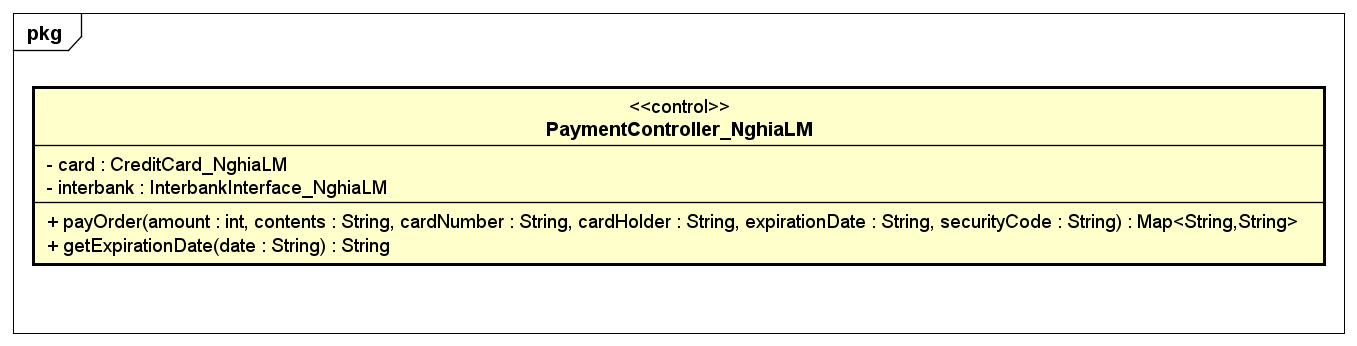 pkg
<<control>>
PaymentController_NghiaLM
- card : CreditCard_NghiaLM
- interbank : InterbankInterface_NghiaLM
+ payOrder(amount : int, contents : String, cardNumber : String, cardHolder : String, expirationDate : String, securityCode : String) : Map<String,String>
+ getExpirationDate(date : String) : String